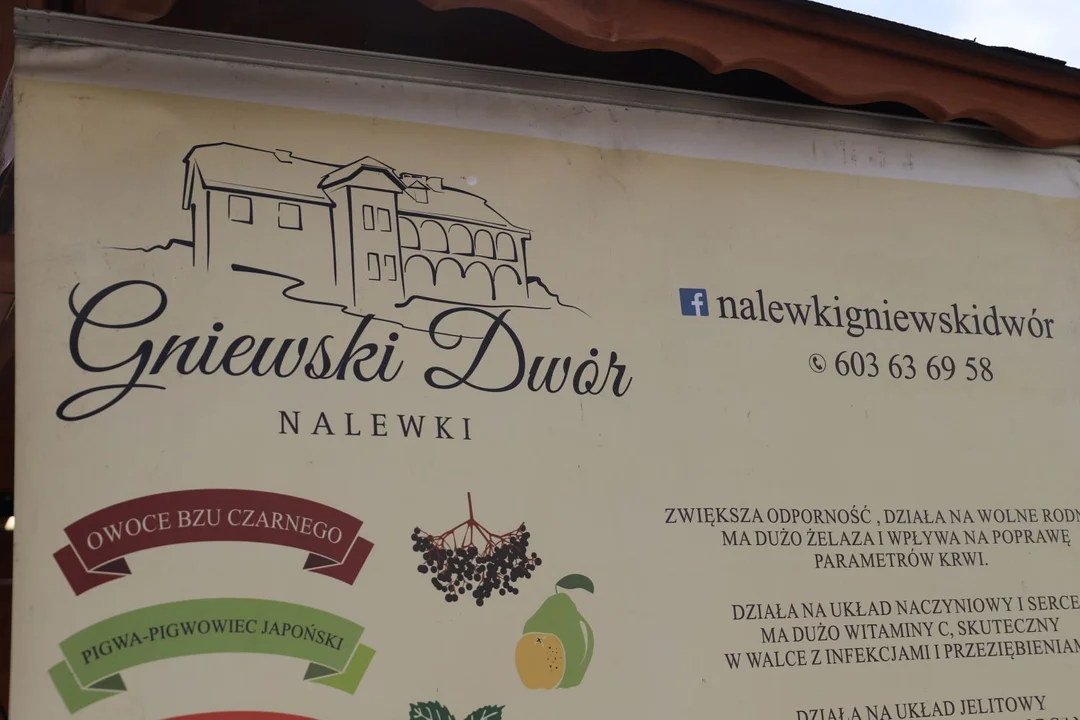 Gniewski Dwór
NALEWKI
nalewkigniewskidwór
603 63 69 58
OWOCE BZU CZARNEGO
ZWIĘKSZA ODPORNOŚĆ , DZIAŁA NA WOLNE
MA DUŻO ŻELAZA I WPŁYWA NA POPRAWĘ
PARAMETRÓW KRWI.
PIGWA-PIGWOWIEC JAPOŃSKI
DZIAŁA NA UKŁAD NACZYNIOWY I SERCE
MA DUŻO WITAMINY C, SKUTECZNY
W WALCE Z INFEKCJAMI I PRZEZIĘBIENIAM
DZIAŁA NA UKŁAD JELITOWY